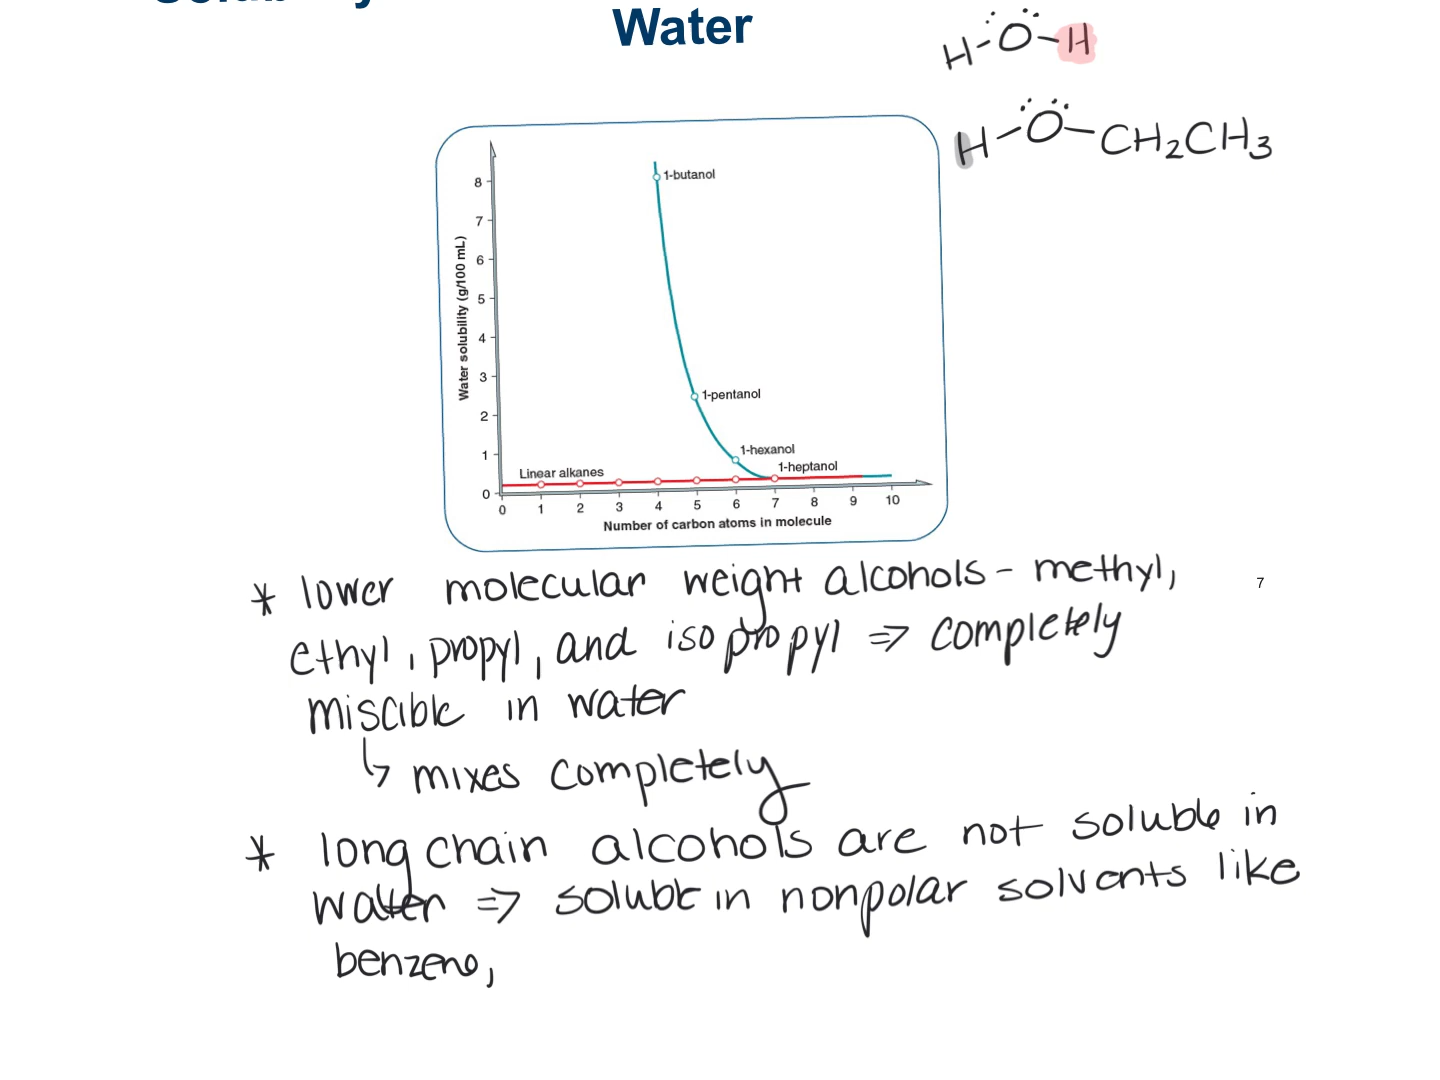 Water
H-Ö-H
H-Ö-CH₂CH₃
8
1-butanol
7
6
5
4
3
2
1
0
Water solubility (g/100 mL)
1-pentanol
1-hexanol
1-heptanol
Linear alkanes
0 1 2 3 4 5 6 7 8 9 10
Number of carbon atoms in molecule
* lower molecular weight alcohols - methyl,
7
ethyl, propyl, and isopropyl ⇒ completely
miscible in water
↳ mixes completely
* long chain alcohols are not soluble in
water ⇒ soluble in nonpolar solvents like
benzene,